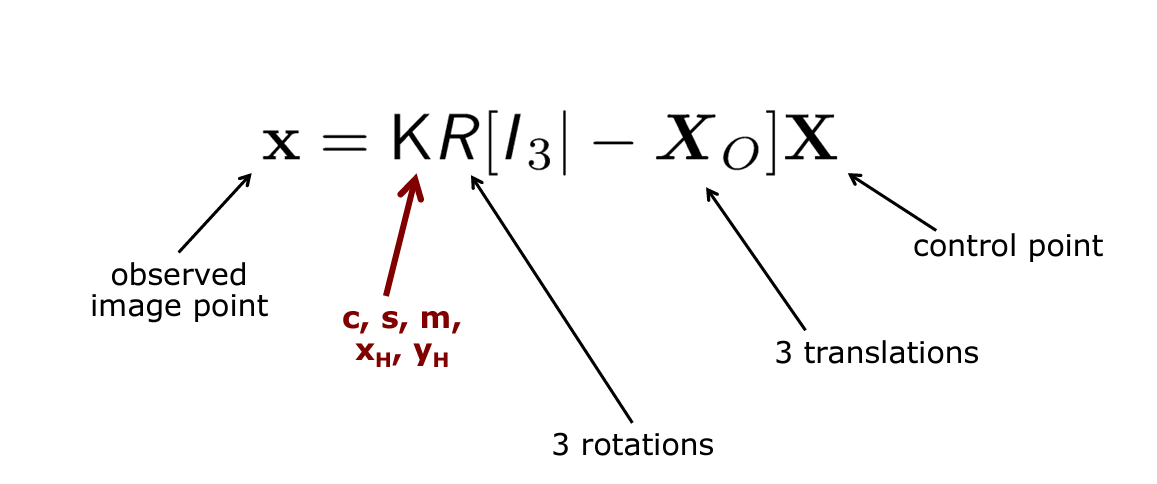 x = KR[I₃| − X_O]X
observed
image point
c, s, m,
x_H, y_H
control point
3 translations
3 rotations